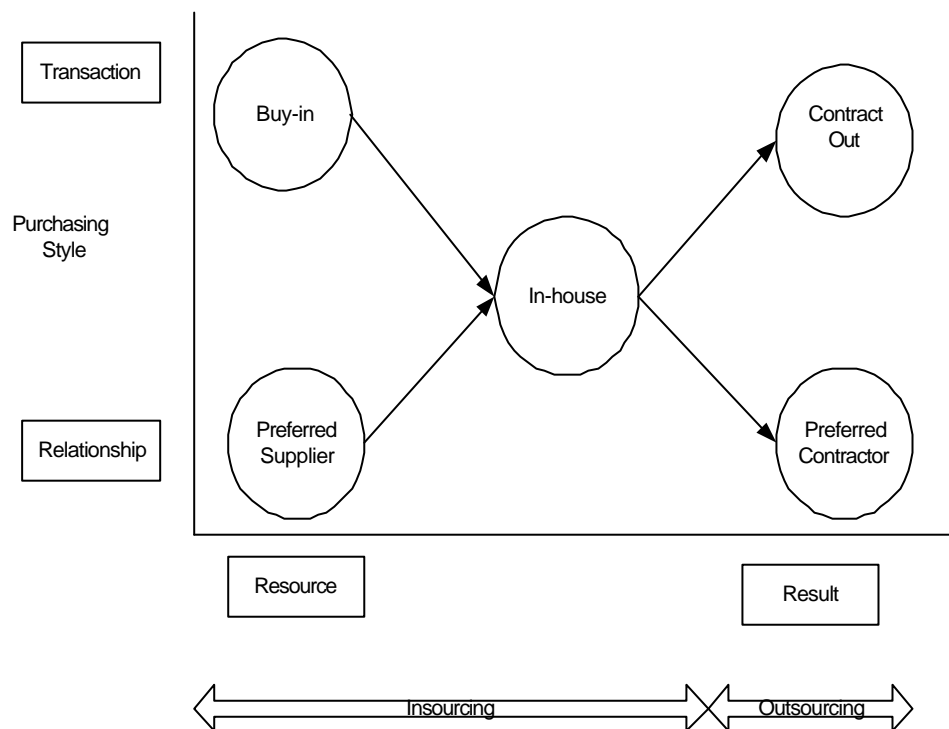 Transaction
Buy-in
Contract
Out
Purchasing
Style
In-house
Relationship
Preferred
Supplier
Preferred
Contractor
Resource
Result
Insourcing
Outsourcing